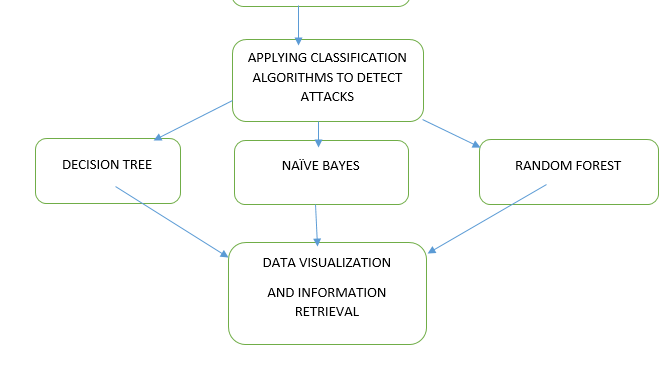 APPLYING CLASSIFICATION
ALGORITHMS TO DETECT
ATTACKS
DECISION TREE
NAÏVE BAYES
RANDOM FOREST
DATA VISUALIZATION
AND INFORMATION
RETRIEVAL